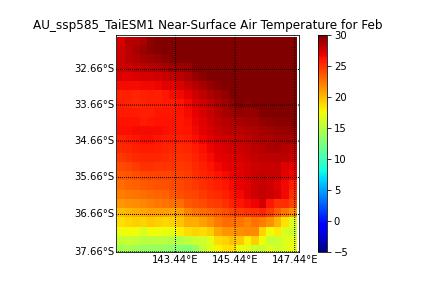 AU_ssp585_TaiESM1 Near-Surface Air Temperature for Feb
32.66°S
33.66°S
34.66°S
35.66°S
36.66°S
37.66°S
143.44°E 145.44°E 147.44°E
30
25
20
15
10
5
0
−5